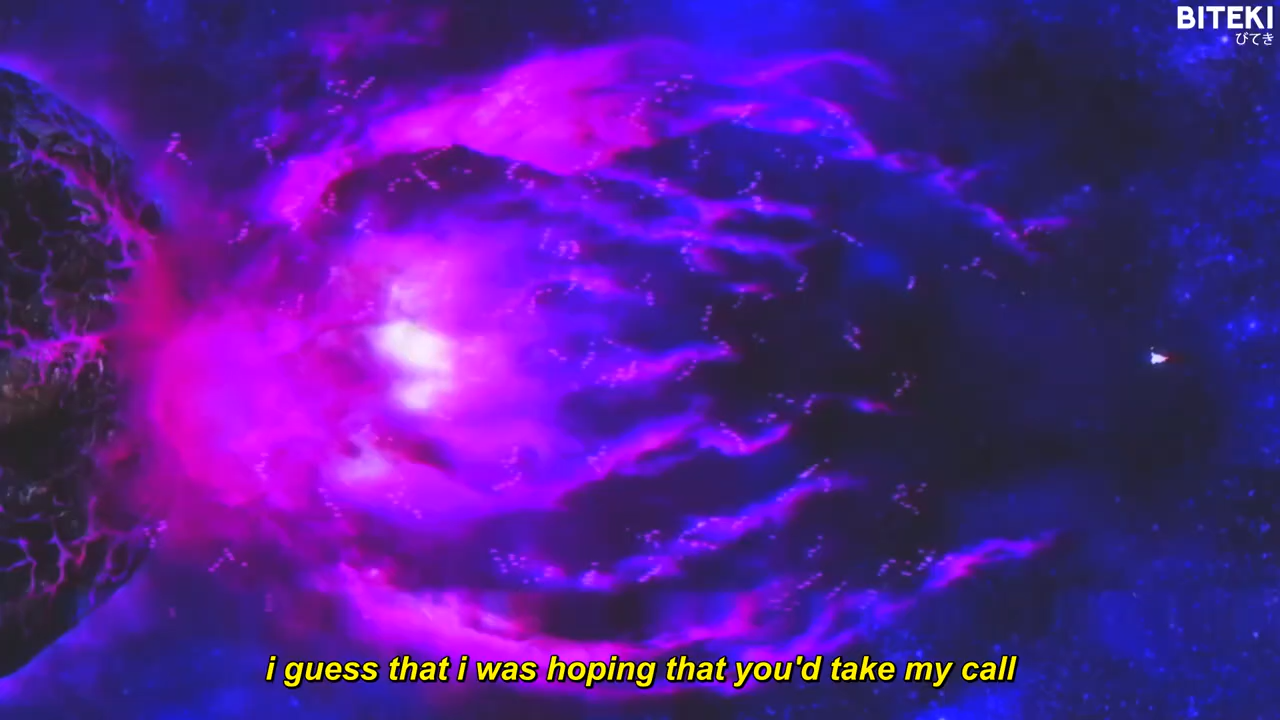 BITEKI
びてき
i guess that i was hoping that you'd take my call